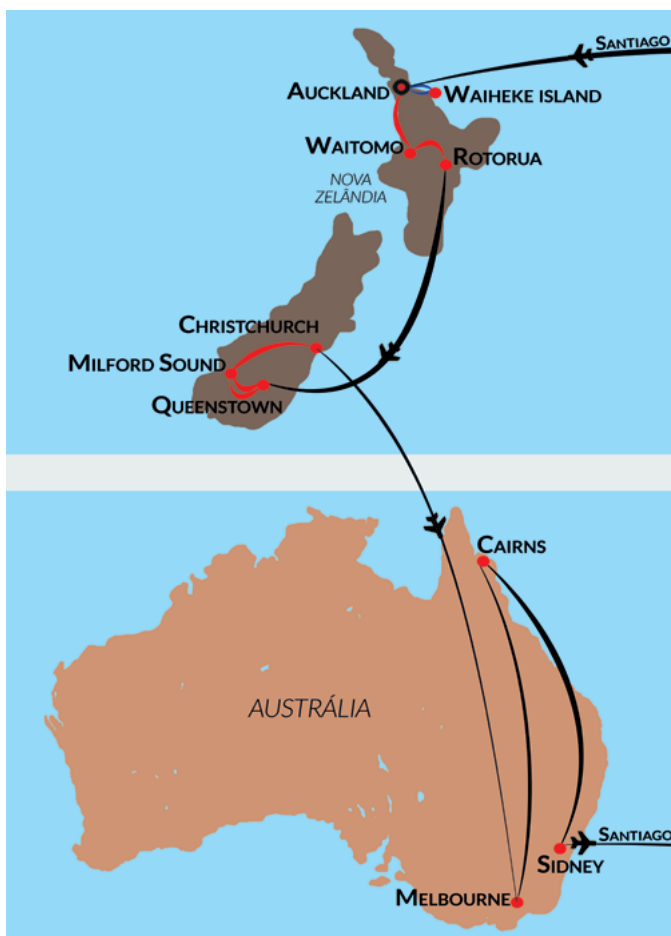 SANTIAGO
AUCKLAND
WAIHEKE ISLAND
WAITOMO
ROTORUA
NOVA
ZELÂNDIA
CHRISTCHURCH
MILFORD SOUND
QUEENSTOWN
CAIRNS
AUSTRÁLIA
SANTIAGO
SIDNEY
MELBOURNE